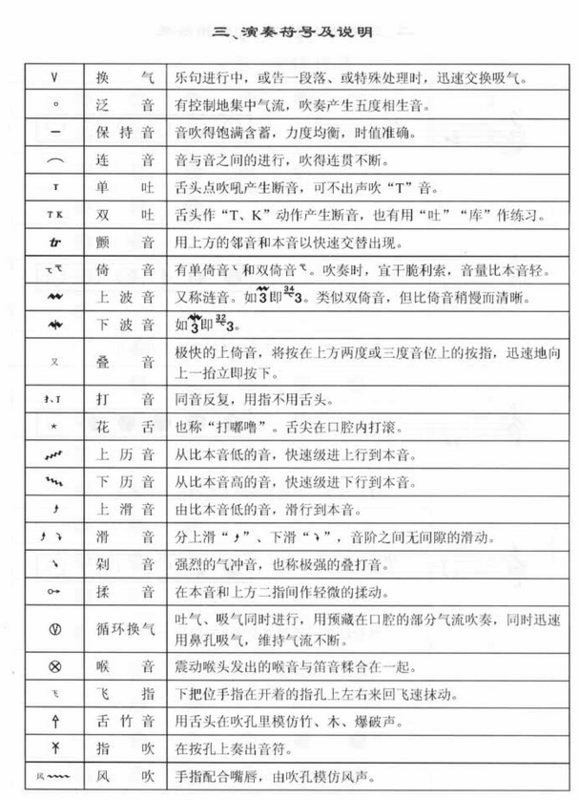 三、演奏符号及说明
V 换气 乐句进行中，或告一段落、或特殊处理时，迅速交换吸气。
○ 泛音 有控制地集中气流，吹奏产生五度相生音。
— 保持音 音吹得饱满含蓄，力度均衡，时值准确。
⌒ 连音 音与音之间的进行，吹得连贯不断。
T 单吐 舌头点吹吼产生断音，可不出声吹“T”音。
T K 双吐 舌头作“T、K”动作产生断音，也有用“吐”“库”作练习。
tr 颤音 用上方的邻音和本音以快速交替出现。
倚音 有单倚音 和双倚音 。吹奏时，宜干脆利索，音量比本音轻。
上波音 又称涟音。如3即343。类似双倚音，但比倚音稍慢而清晰。
下波音 如3即323。
又 叠音 极快的上倚音，将按在上方两度或三度音位上的按指，迅速地向
上一抬立即按下。
打音 同音反复，用指不用舌头。
* 花舌 也称“打嘟噜”。舌尖在口腔内打滚。
上历音 从比本音低的音，快速级进上行到本音。
下历音 从比本音高的音，快速级进下行到本音。
上滑音 由比本音低的音，滑行到本音。
滑音 分上滑“ ”、下滑“ ”，音阶之间无间隙的滑动。
剁音 强烈的气冲音，也称极强的叠打音。
揉音 在本音和上方二指间作轻微的揉动。
Ⓥ 循环换气 吐气、吸气同时进行，用预藏在口腔的部分气流吹奏，同时迅速
用鼻孔吸气，维持气流不断。
⊗ 喉音 震动喉头发出的喉音与笛音糅合在一起。
飞 飞指 下把位手指在开着的指孔上左右来回飞速抹动。
舌竹音 用舌头在吹孔里模仿竹、木、爆破声。
指吹 在按孔上奏出音符。
风 风吹 手指配合嘴唇，由吹孔模仿风声。